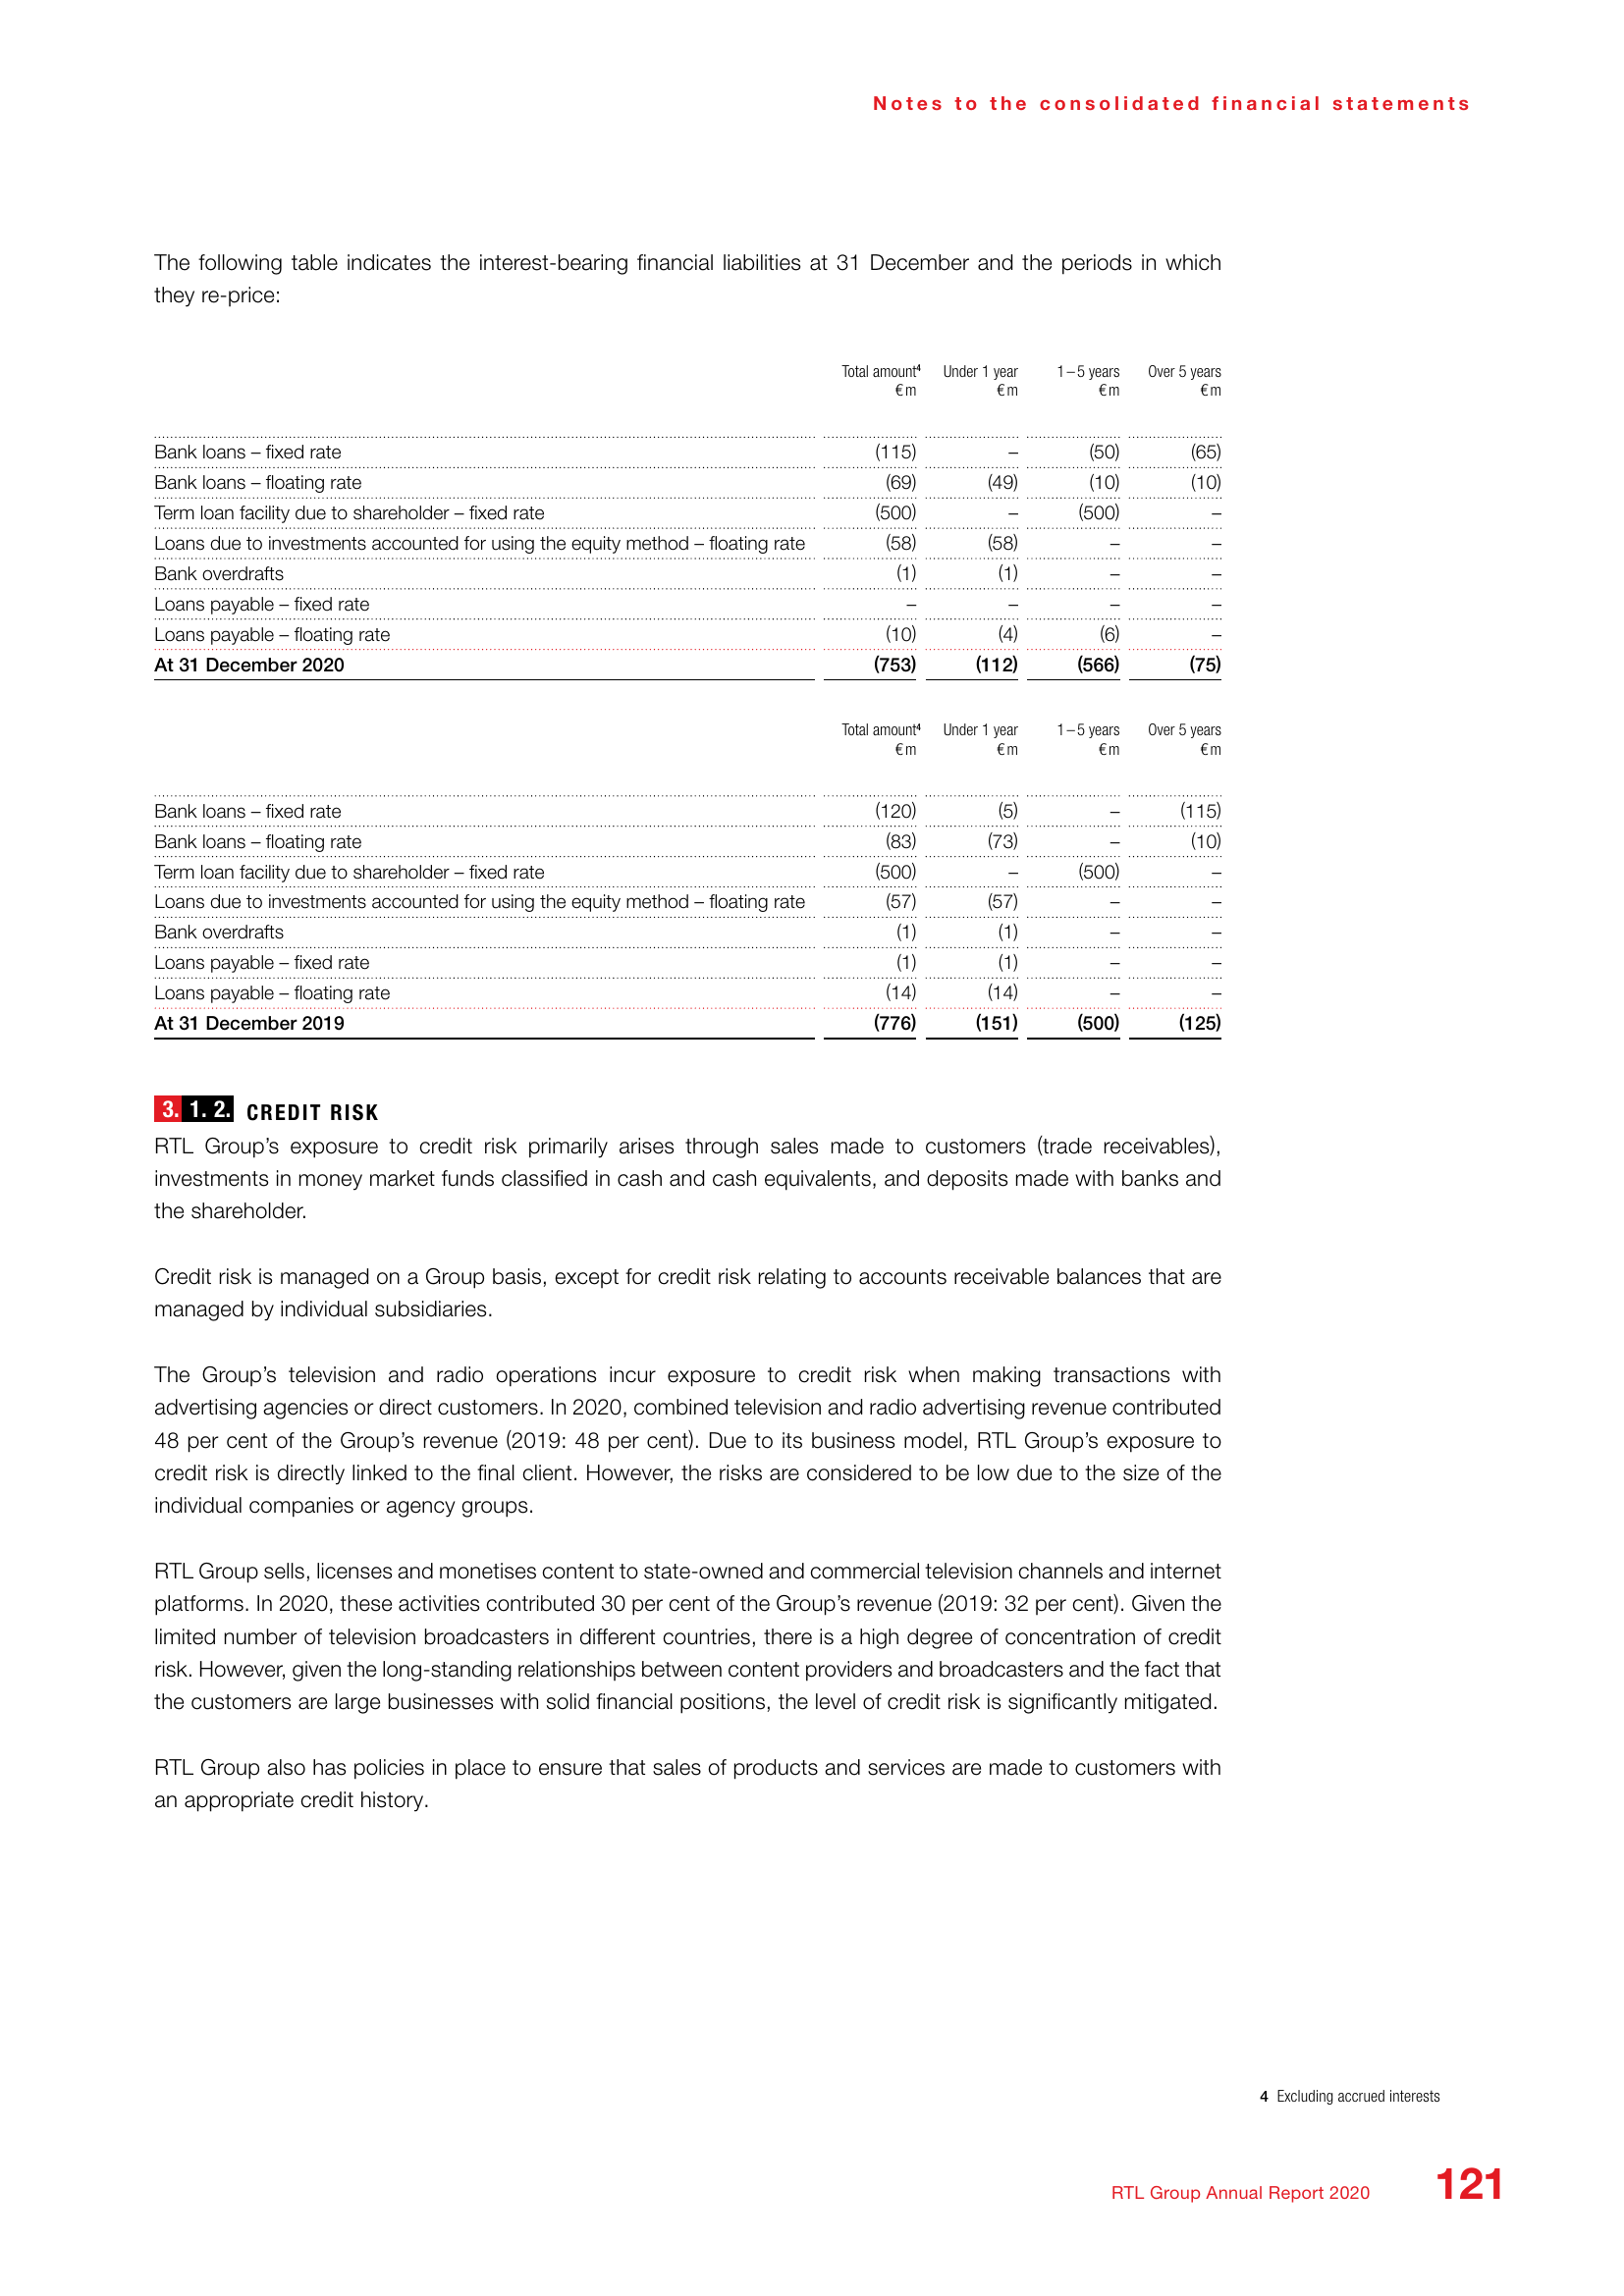 Notes to the consolidated financial statements
The following table indicates the interest-bearing financial liabilities at 31 December and the periods in which
they re-price:
Total amount⁴ Under 1 year 1–5 years Over 5 years
€m €m €m €m
Bank loans – fixed rate (115) – (50) (65)
Bank loans – floating rate (69) (49) (10) (10)
Term loan facility due to shareholder – fixed rate (500) – (500) –
Loans due to investments accounted for using the equity method – floating rate (58) (58) – –
Bank overdrafts (1) (1) – –
Loans payable – fixed rate – – – –
Loans payable – floating rate (10) (4) (6) –
At 31 December 2020 (753) (112) (566) (75)
Total amount⁴ Under 1 year 1–5 years Over 5 years
€m €m €m €m
Bank loans – fixed rate (120) (5) – (115)
Bank loans – floating rate (83) (73) – (10)
Term loan facility due to shareholder – fixed rate (500) – (500) –
Loans due to investments accounted for using the equity method – floating rate (57) (57) – –
Bank overdrafts (1) (1) – –
Loans payable – fixed rate (1) (1) – –
Loans payable – floating rate (14) (14) – –
At 31 December 2019 (776) (151) (500) (125)
3. 1. 2. CREDIT RISK
RTL Group’s exposure to credit risk primarily arises through sales made to customers (trade receivables),
investments in money market funds classified in cash and cash equivalents, and deposits made with banks and
the shareholder.
Credit risk is managed on a Group basis, except for credit risk relating to accounts receivable balances that are
managed by individual subsidiaries.
The Group’s television and radio operations incur exposure to credit risk when making transactions with
advertising agencies or direct customers. In 2020, combined television and radio advertising revenue contributed
48 per cent of the Group’s revenue (2019: 48 per cent). Due to its business model, RTL Group’s exposure to
credit risk is directly linked to the final client. However, the risks are considered to be low due to the size of the
individual companies or agency groups.
RTL Group sells, licenses and monetises content to state-owned and commercial television channels and internet
platforms. In 2020, these activities contributed 30 per cent of the Group’s revenue (2019: 32 per cent). Given the
limited number of television broadcasters in different countries, there is a high degree of concentration of credit
risk. However, given the long-standing relationships between content providers and broadcasters and the fact that
the customers are large businesses with solid financial positions, the level of credit risk is significantly mitigated.
RTL Group also has policies in place to ensure that sales of products and services are made to customers with
an appropriate credit history.
4 Excluding accrued interests
RTL Group Annual Report 2020 121